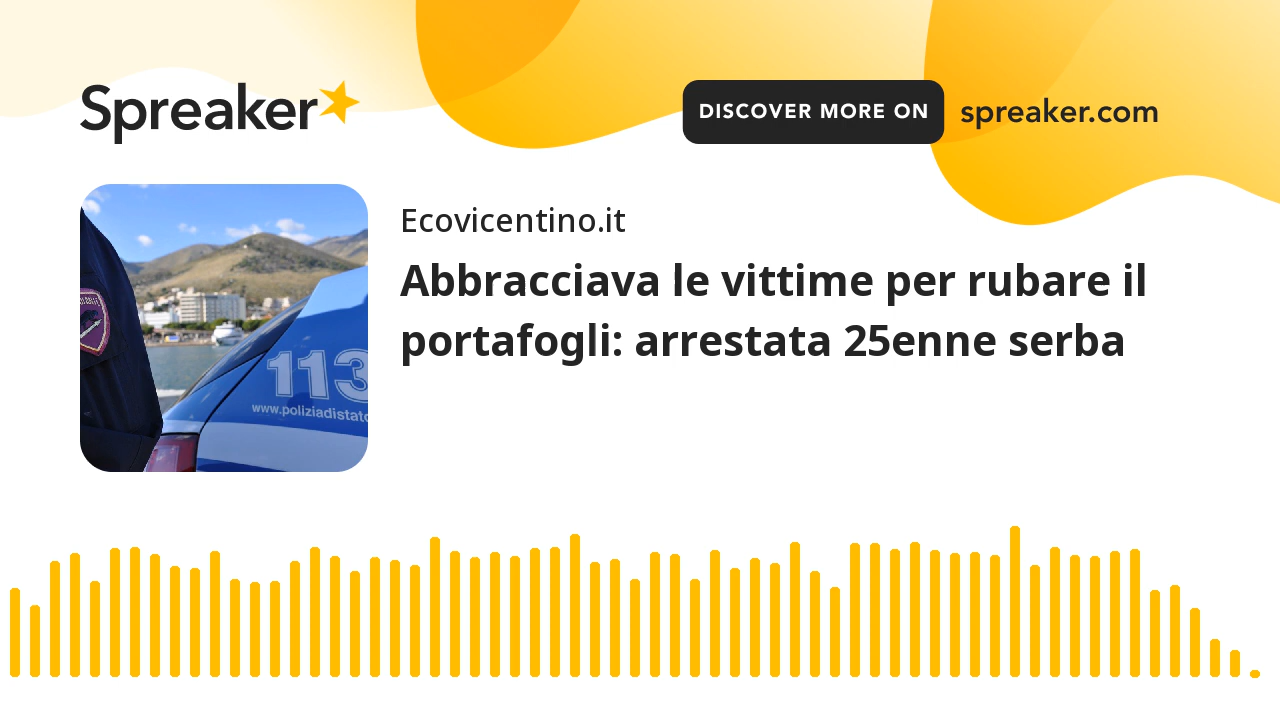 Spreaker
DISCOVER MORE ON
spreaker.com
Ecovicentino.it
Abbracciava le vittime per rubare il
portafogli: arrestata 25enne serba
113
www.poliziadistato